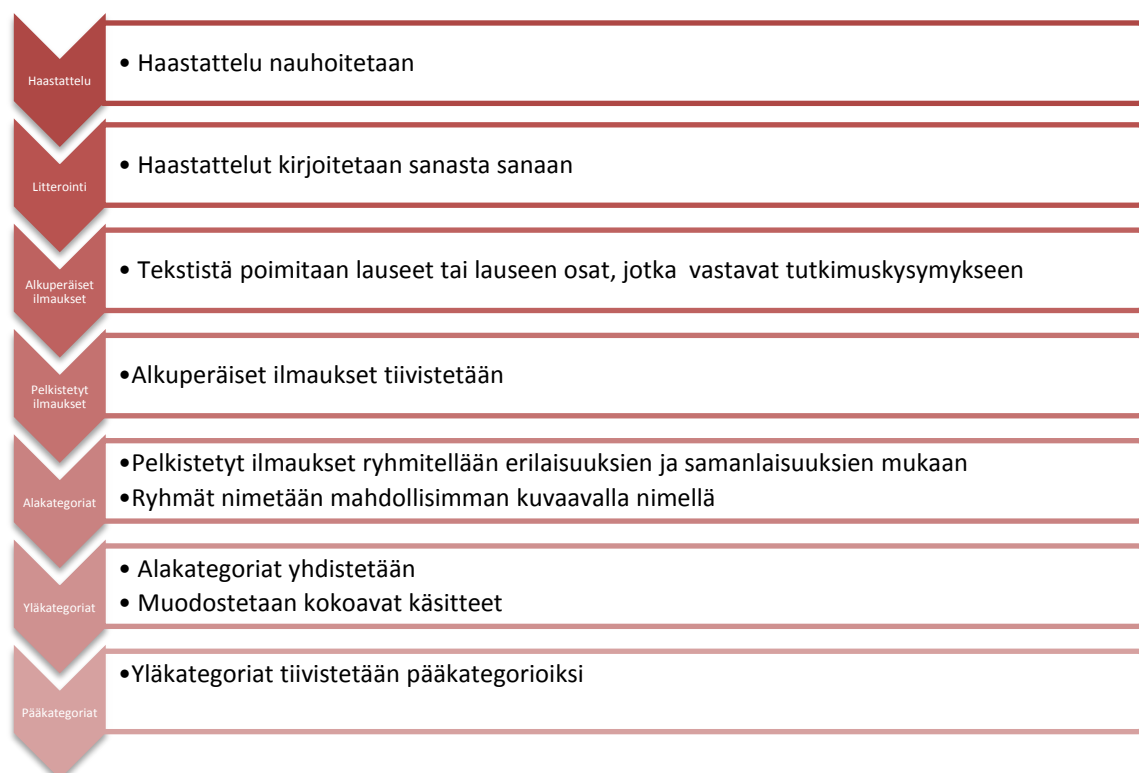 Haastattelu
• Haastattelu nauhoitetaan
Litterointi
• Haastattelut kirjoitetaan sanasta sanaan
Alkuperäiset
ilmaukset
• Tekstistä poimitaan lauseet tai lauseen osat, jotka  vastavat tutkimuskysymykseen
Pelkistetyt
ilmaukset
•Alkuperäiset ilmaukset tiivistetään
Alakategoriat
•Pelkistetyt ilmaukset ryhmitellään erilaisuuksien ja samanlaisuuksien mukaan
•Ryhmät nimetään mahdollisimman kuvaavalla nimellä
Yläkategoriat
• Alakategoriat yhdistetään
• Muodostetaan kokoavat käsitteet
Pääkategoriat
•Yläkategoriat tiivistetään pääkategorioiksi